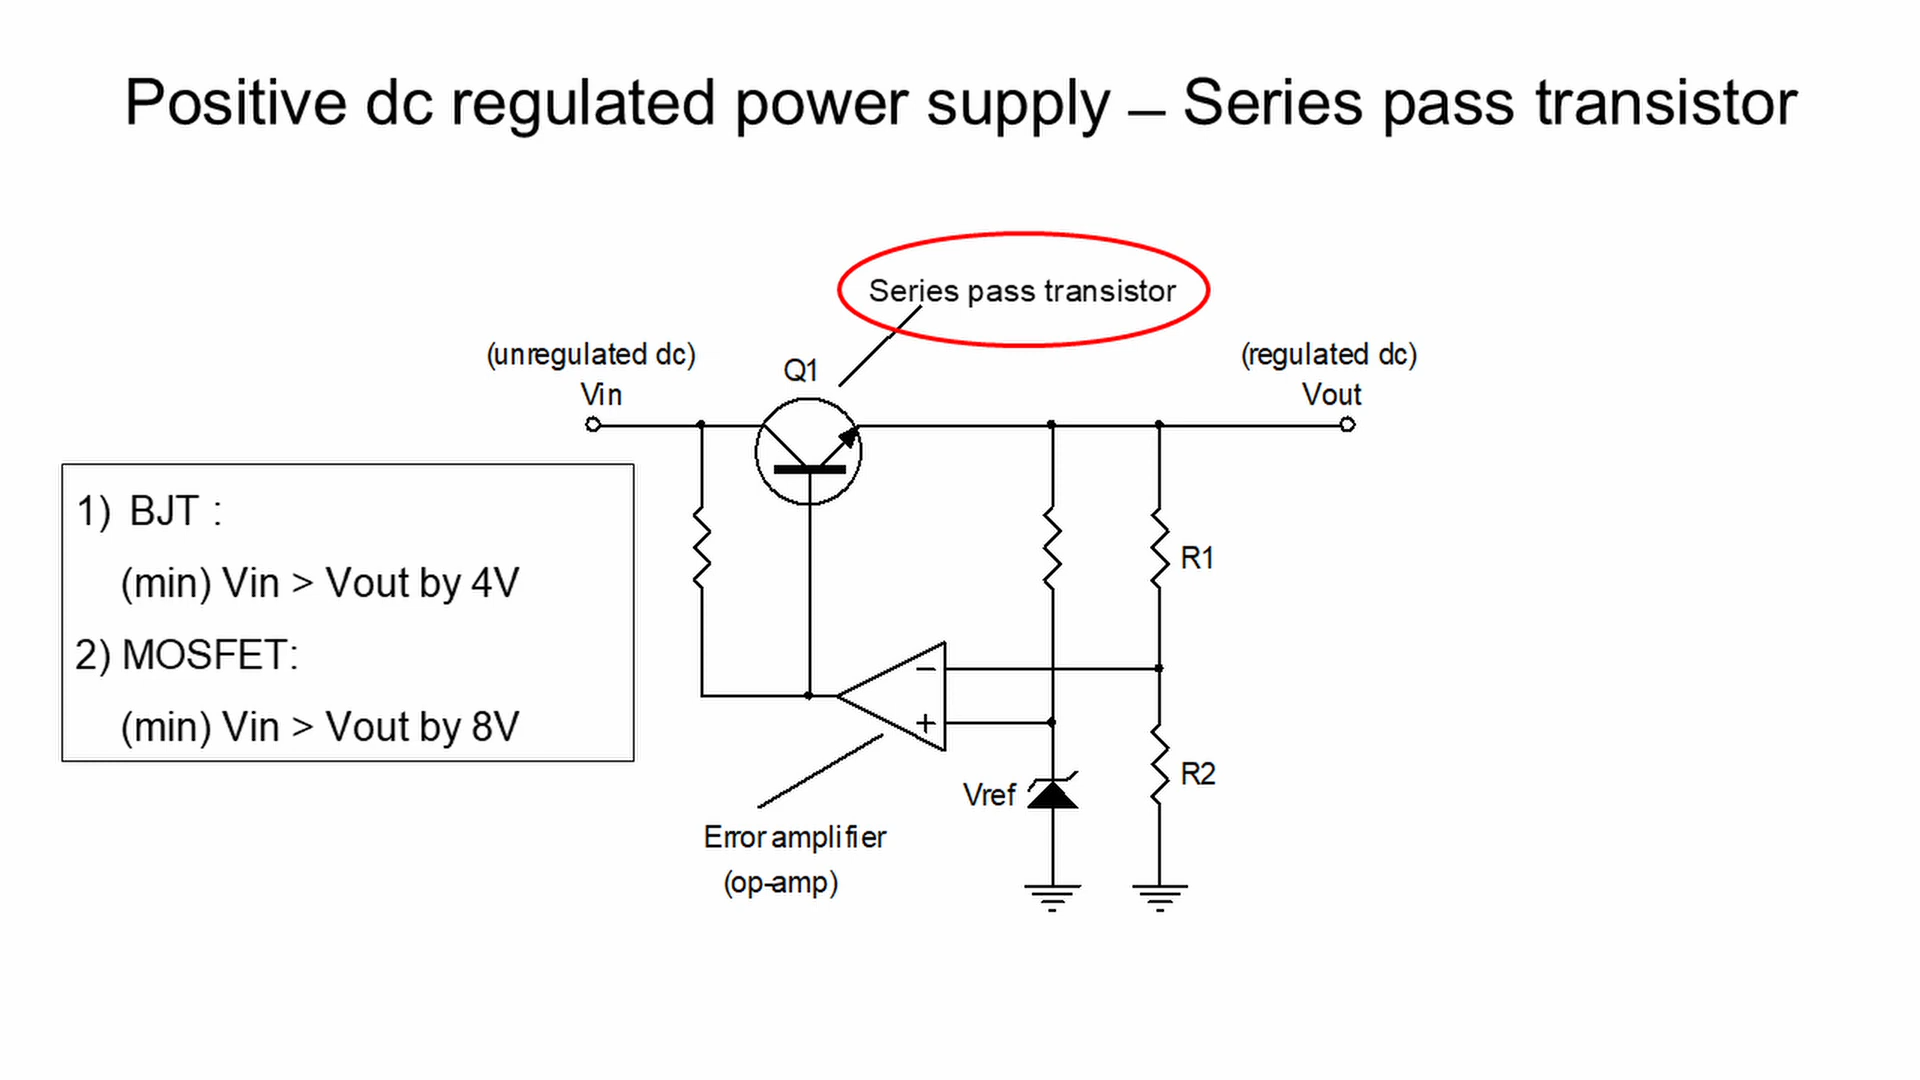 Positive dc regulated power supply – Series pass transistor
Series pass transistor
(unregulated dc)
Vin
Q1
(regulated dc)
Vout
1) BJT :
(min) Vin > Vout by 4V
2) MOSFET:
(min) Vin > Vout by 8V
R1
−
+
Vref
R2
Error amplifier
(op-amp)